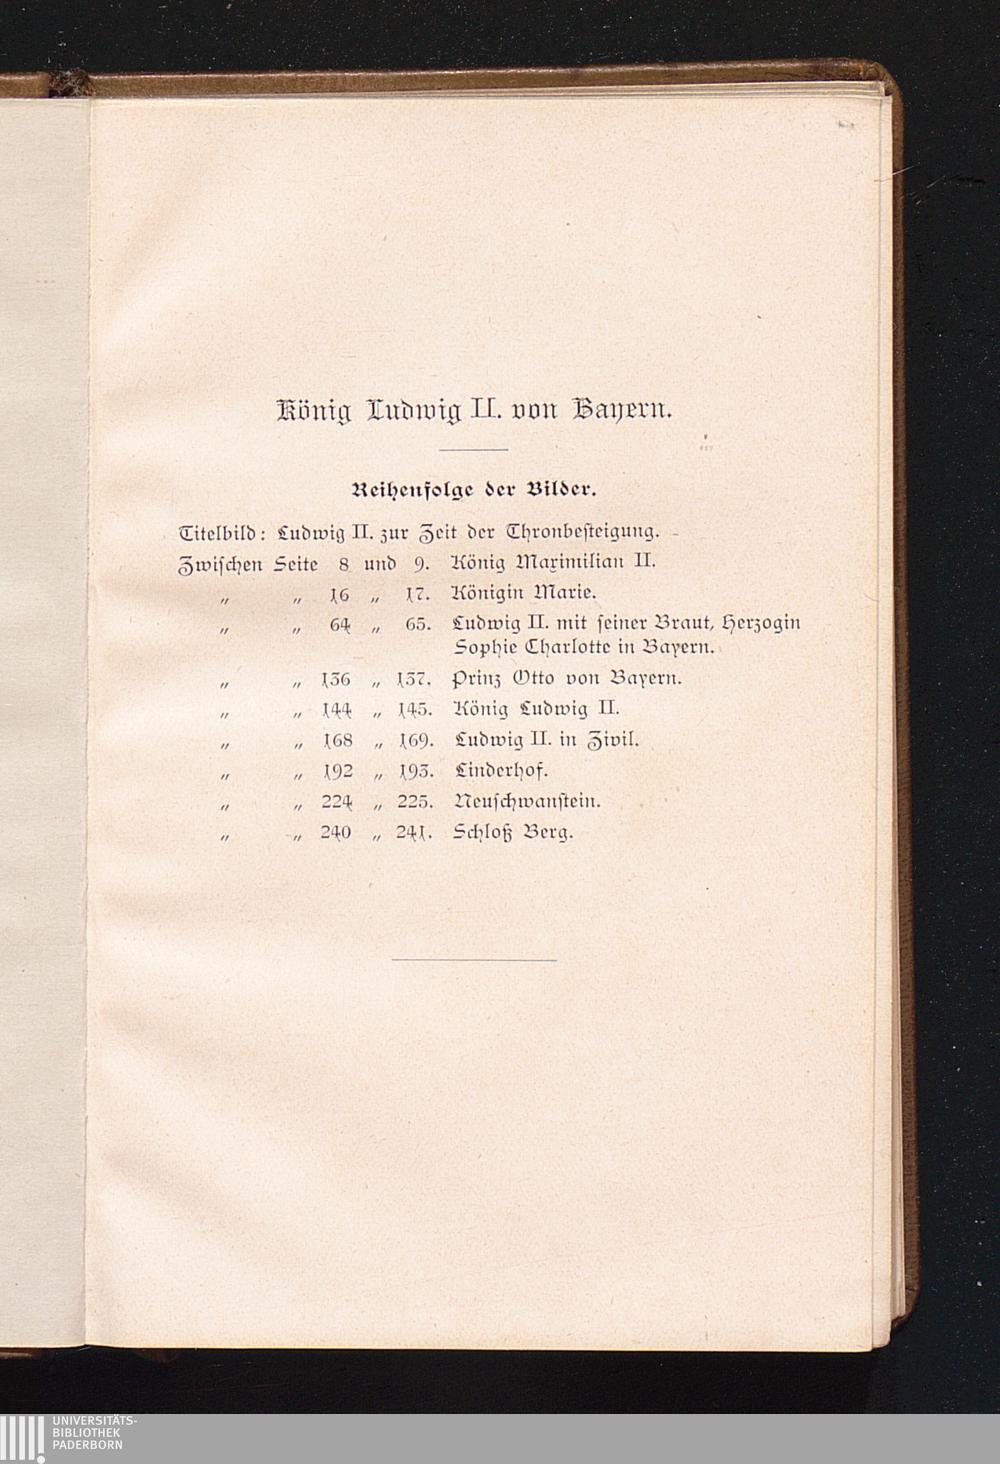 König Ludwig II. von Bayern.
Reihenfolge der Bilder.
Titelbild: Ludwig II. zur Zeit der Thronbesteigung.
Zwischen Seite 8 und 9. König Maximilian II.
„ „ 16 „ 17. Königin Marie.
„ „ 64 „ 65. Ludwig II. mit seiner Braut, Herzogin
Sophie Charlotte in Bayern.
„ „ 136 „ 137. Prinz Otto von Bayern.
„ „ 144 „ 145. König Ludwig II.
„ „ 168 „ 169. Ludwig II. in Zivil.
„ „ 192 „ 193. Linderhof.
„ „ 224 „ 225. Neuschwanstein.
„ „ 240 „ 241. Schloß Berg.
UNIVERSITÄTS-
BIBLIOTHEK
PADERBORN